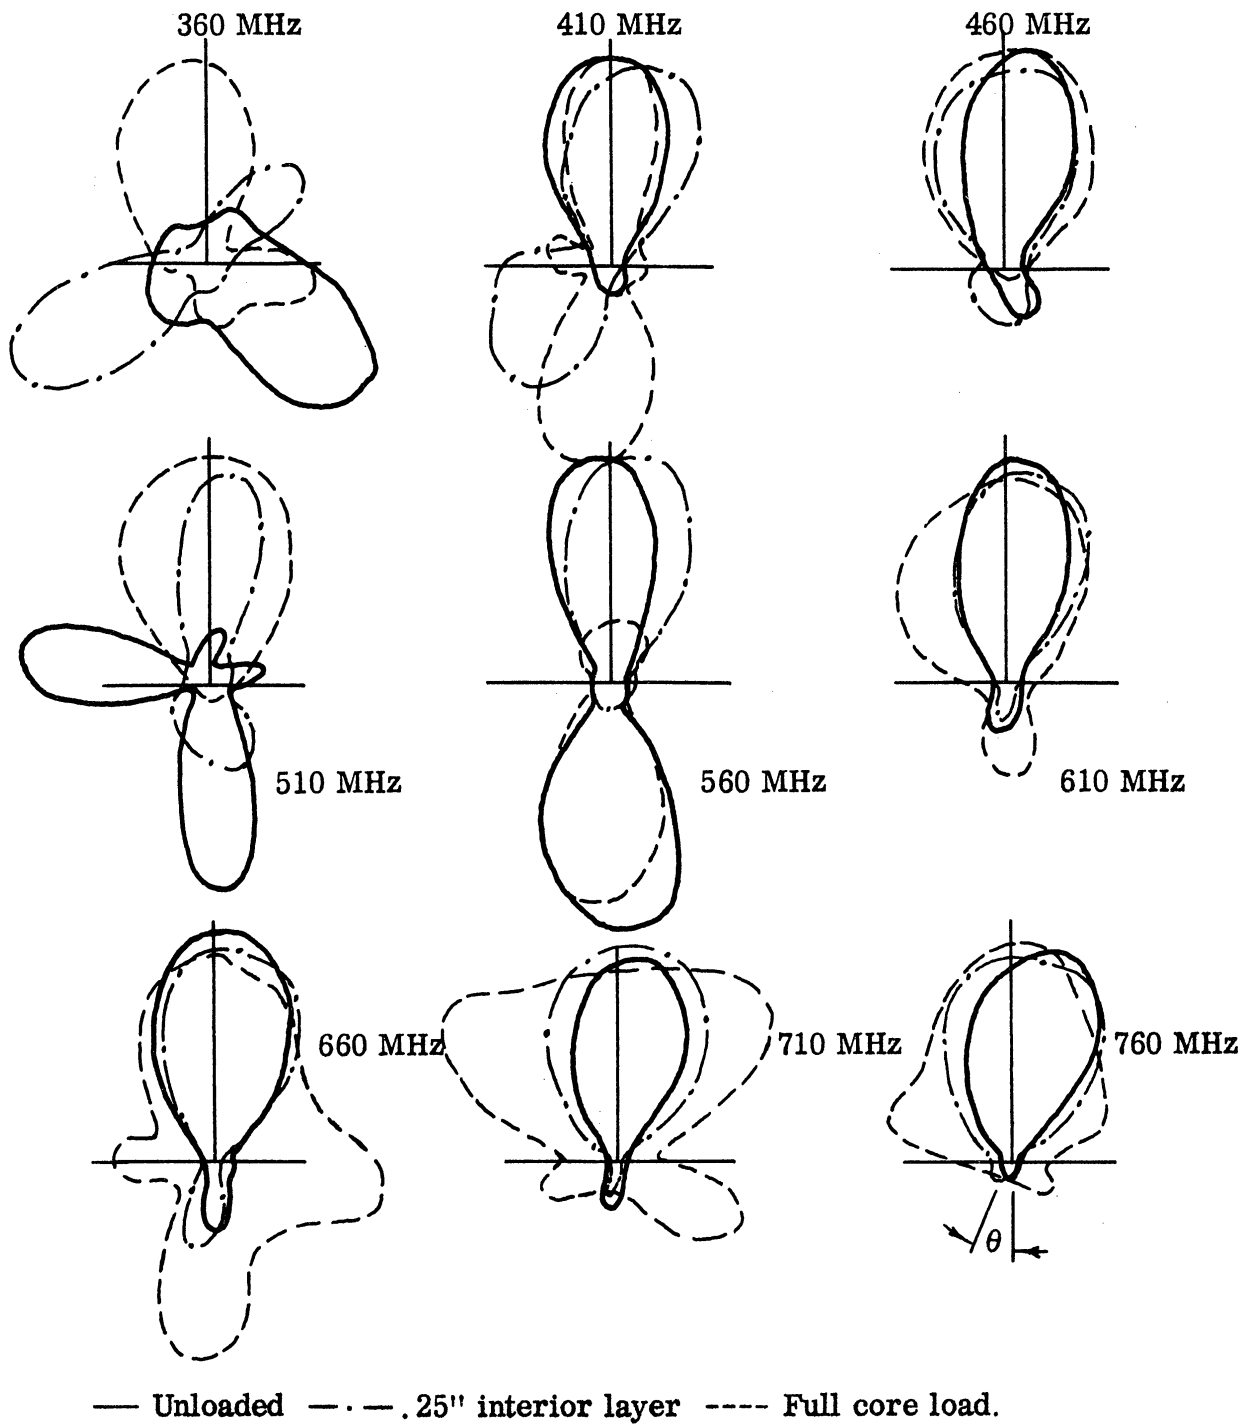 360 MHz
410 MHz
460 MHz
510 MHz
560 MHz
610 MHz
660 MHz
710 MHz
760 MHz
θ
Unloaded .25" interior layer Full core load.